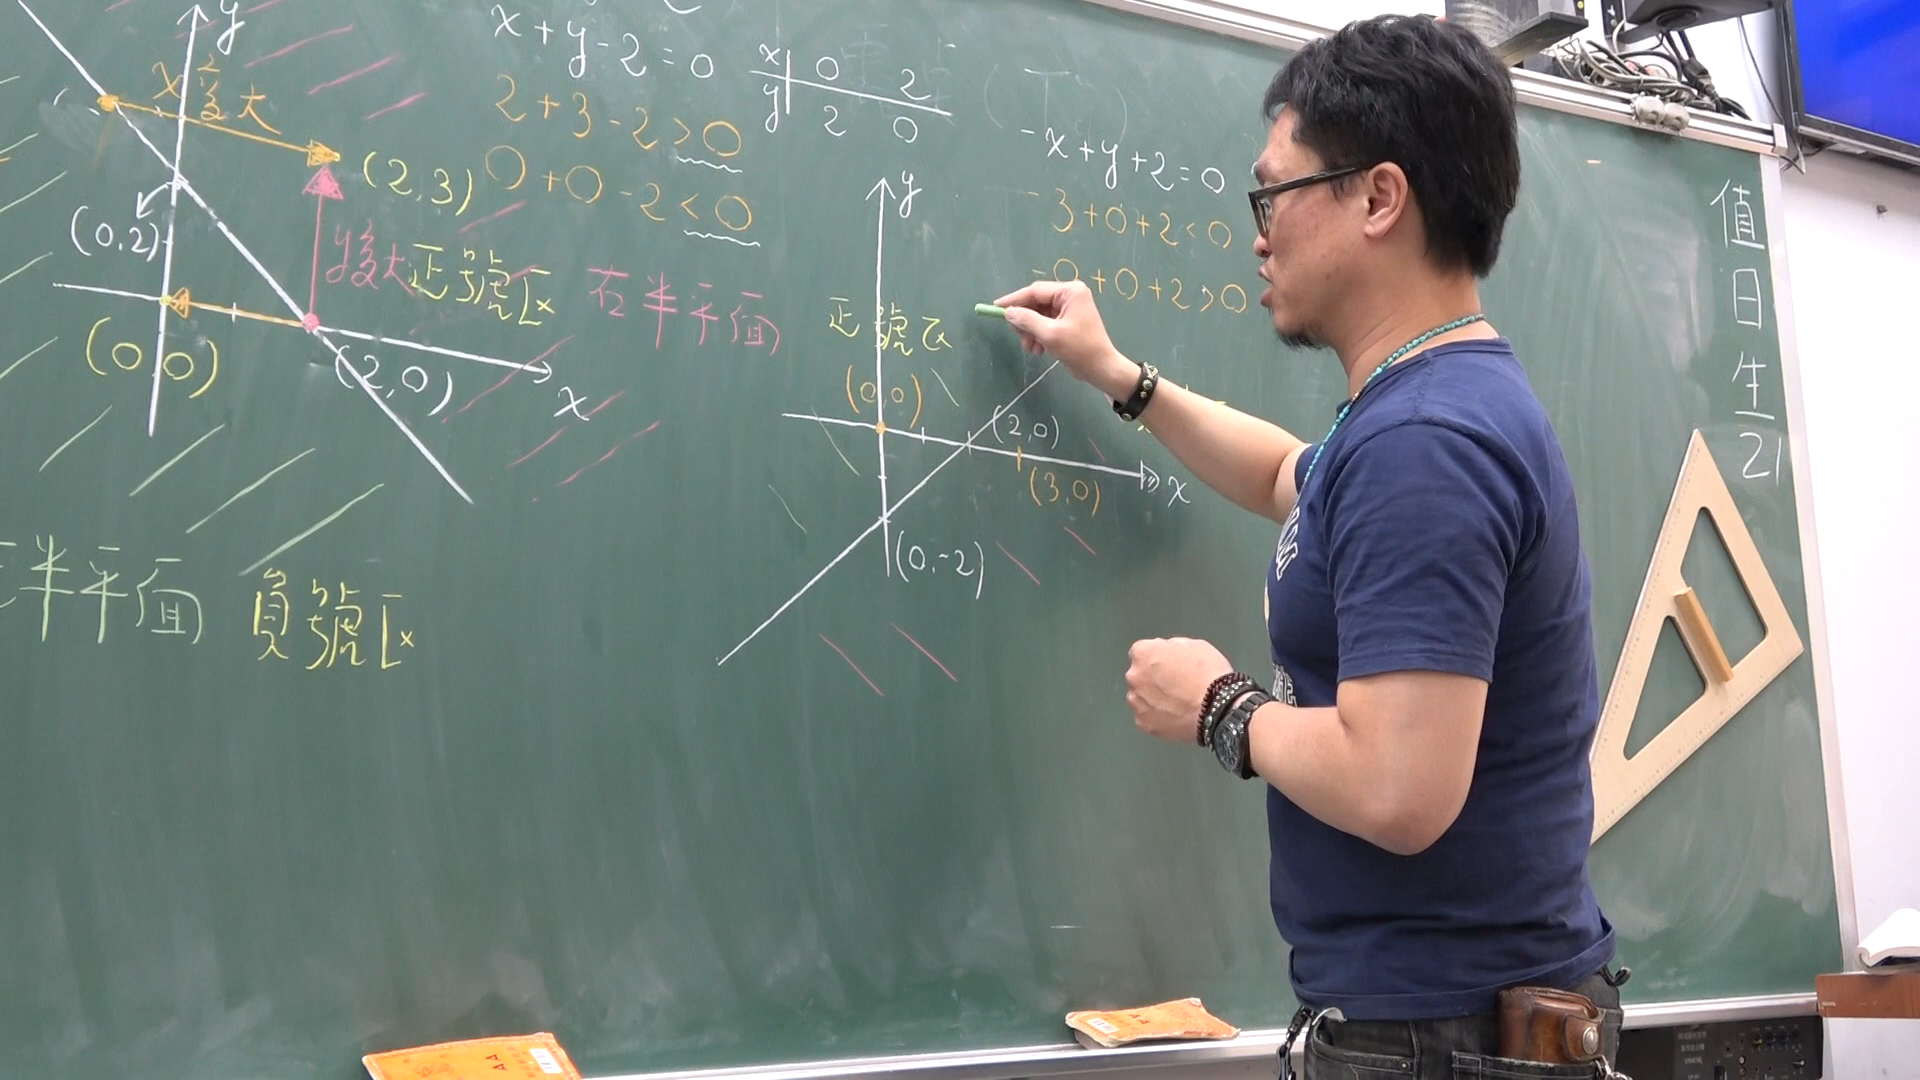 y
x變大
(2,3)
(0,2)
y變大
正號区
右半平面
(0,0)
(2,0)
x
半平面
負號区
x+y-2=0
2+3-2>0
0+0-2<0
x 0 2
y 2 0
-x+y+2=0
-3+0+2<0
-0+0+2>0
y
正號区
(0,0)
(2,0)
(3,0)
x
(0,-2)
值日生
21